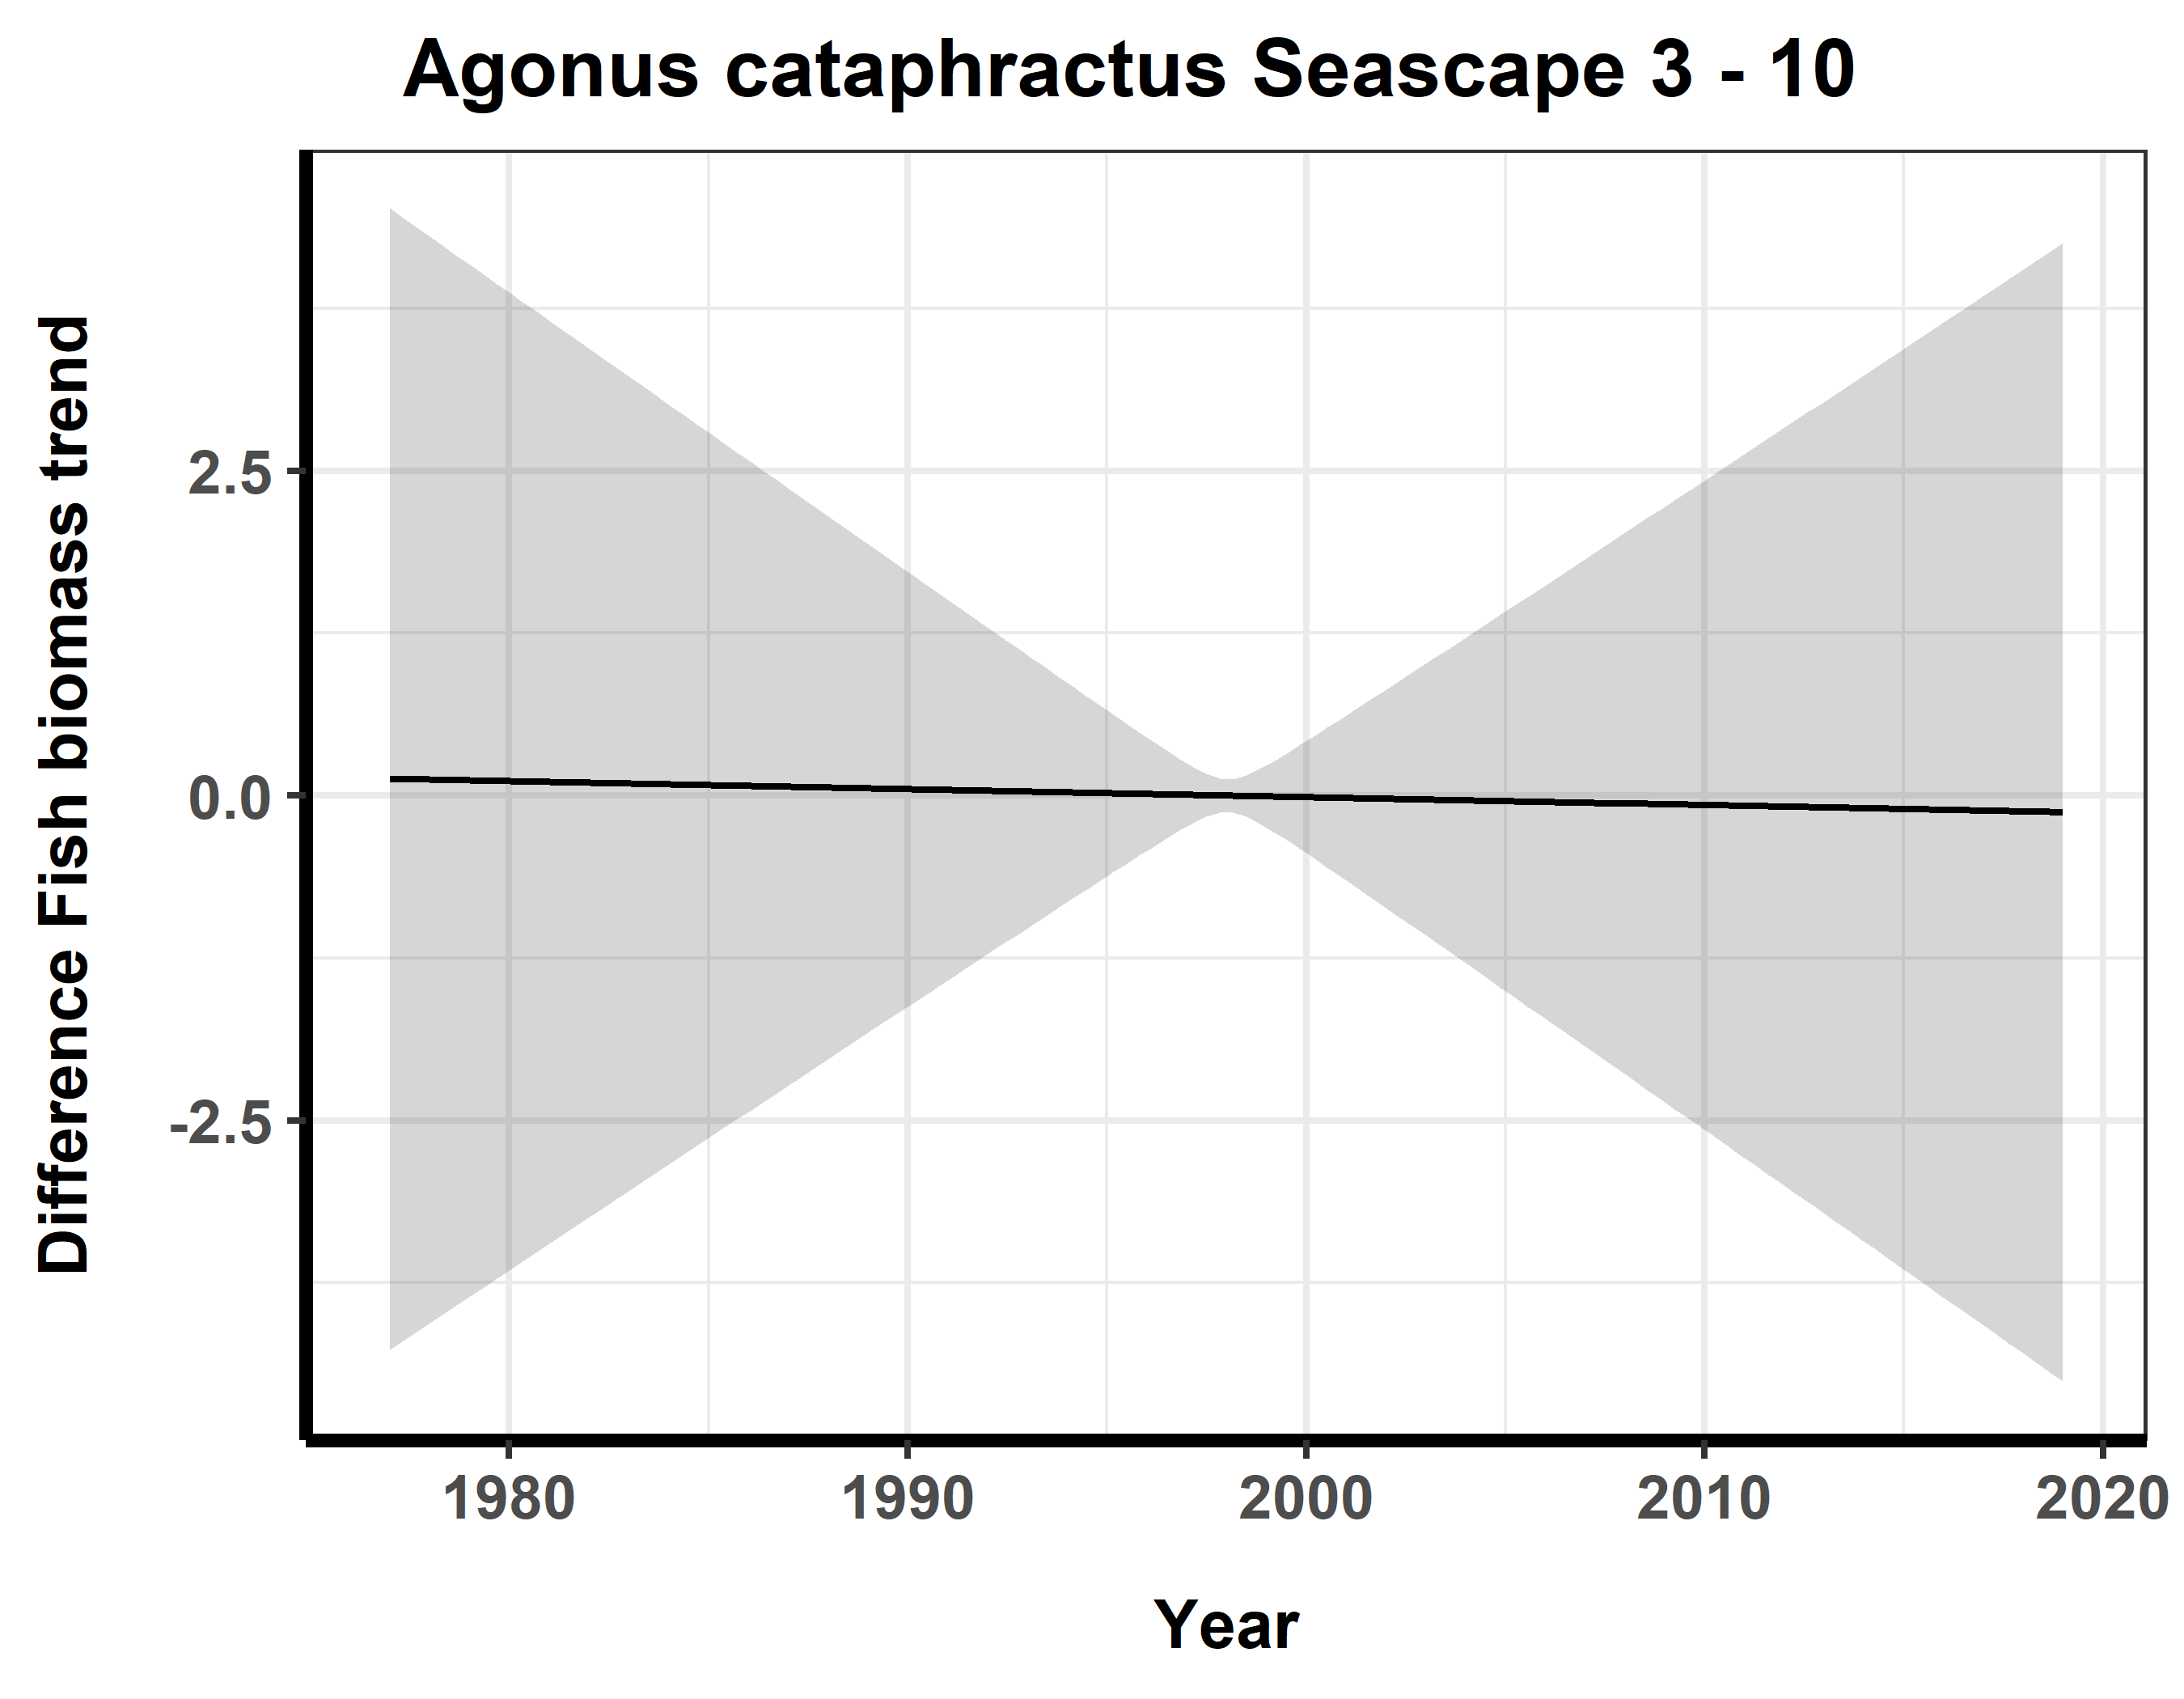 Agonus cataphractus Seascape 3 - 10
Difference Fish biomass trend
2.5
0.0
-2.5
1980 1990 2000 2010 2020
Year